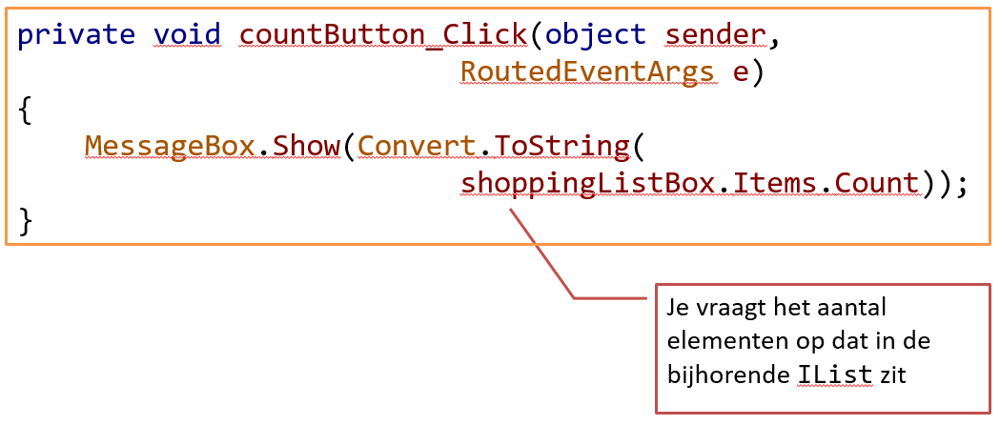 private void countButton_Click(object sender,
RoutedEventArgs e)
{
MessageBox.Show(Convert.ToString(
shoppingListBox.Items.Count));
}
Je vraagt het aantal
elementen op dat in de
bijhorende IList zit